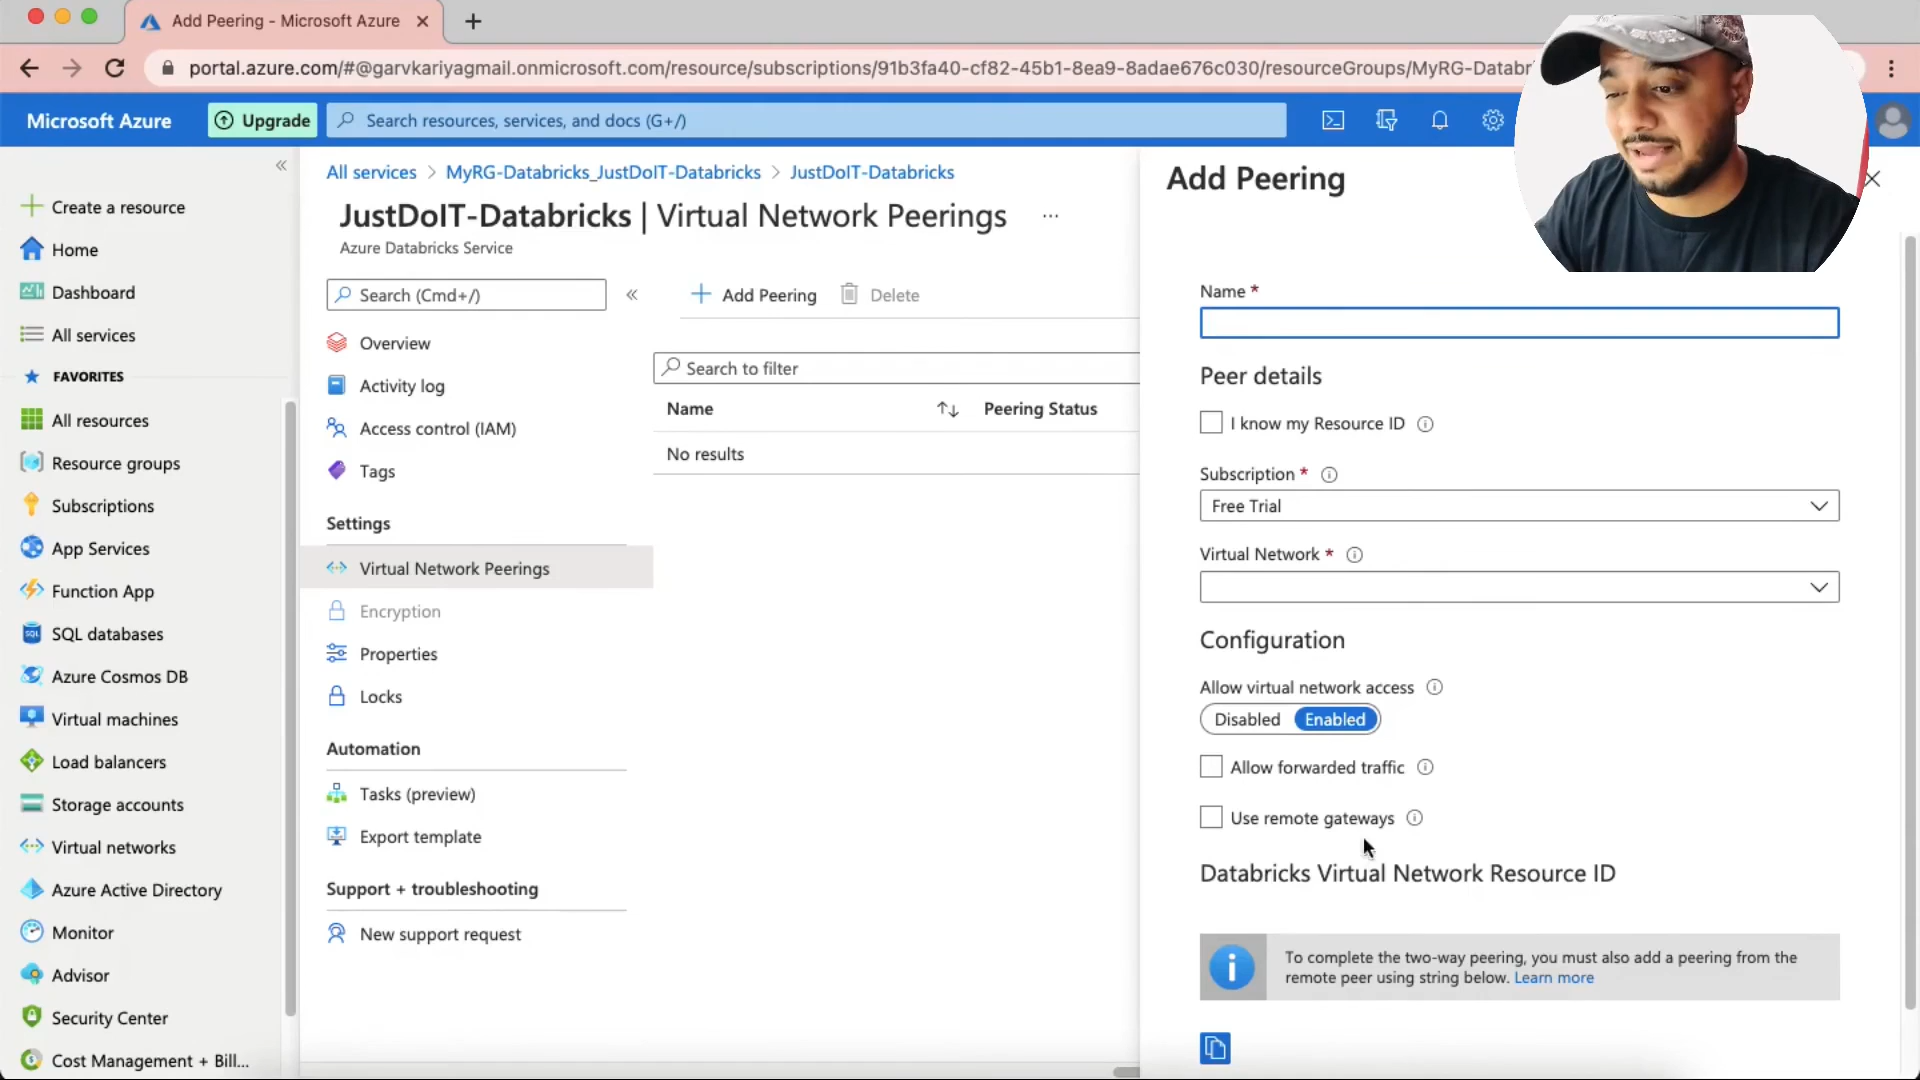 Add Peering - Microsoft Azure
portal.azure.com/#@garvkariyagmail.onmicrosoft.com/resource/subscriptions/91b3fa40-cf82-45b1-8ea9-8adae676c030/resourceGroups/MyRG-Databr
Microsoft Azure
Upgrade
Search resources, services, and docs (G+/)
Create a resource
Home
Dashboard
All services
FAVORITES
All resources
Resource groups
Subscriptions
App Services
Function App
SQL databases
Azure Cosmos DB
Virtual machines
Load balancers
Storage accounts
Virtual networks
Azure Active Directory
Monitor
Advisor
Security Center
Cost Management + Bill...
All services > MyRG-Databricks_JustDoIT-Databricks > JustDoIT-Databricks
JustDoIT-Databricks | Virtual Network Peerings ...
Azure Databricks Service
Search (Cmd+/)
Overview
Activity log
Access control (IAM)
Tags
Settings
Virtual Network Peerings
Encryption
Properties
Locks
Automation
Tasks (preview)
Export template
Support + troubleshooting
New support request
Add Peering
Delete
Search to filter
Name
Peering Status
No results
Add Peering
Name *
Peer details
I know my Resource ID
Subscription *
Free Trial
Virtual Network *
Configuration
Allow virtual network access
Disabled Enabled
Allow forwarded traffic
Use remote gateways
Databricks Virtual Network Resource ID
To complete the two-way peering, you must also add a peering from the
remote peer using string below. Learn more